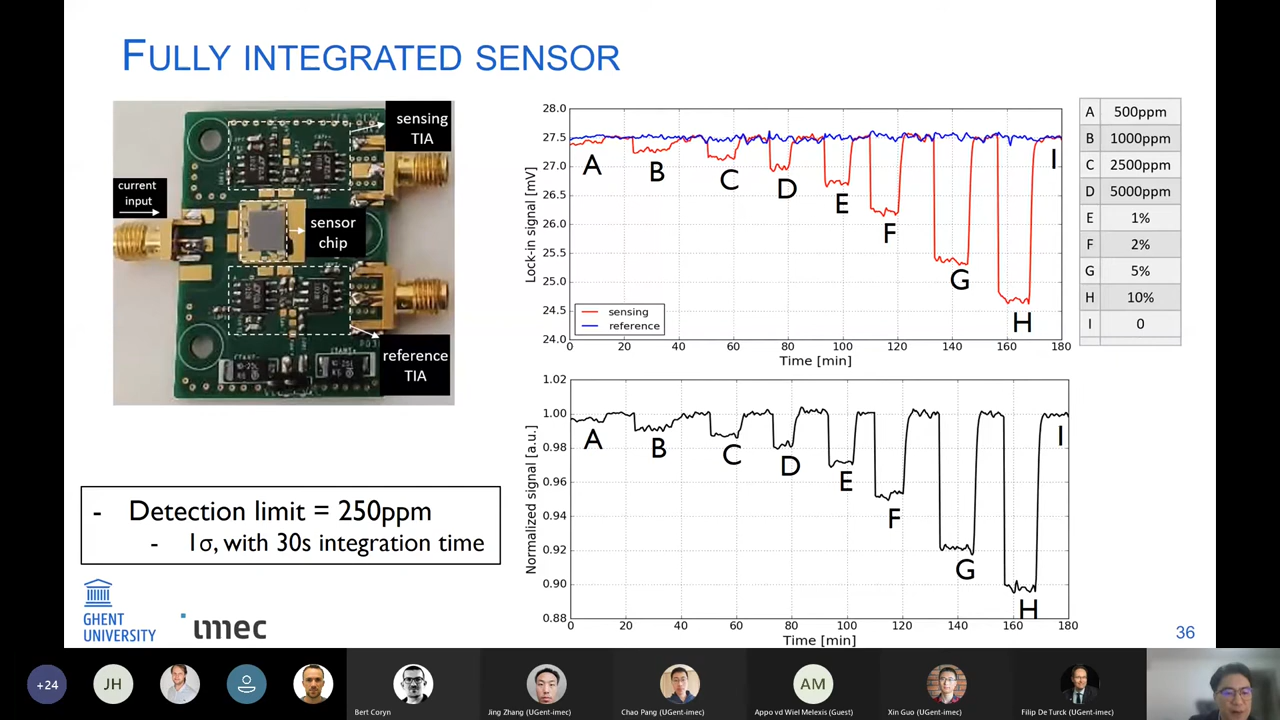 FULLY INTEGRATED SENSOR
sensing
TIA
current
input
sensor
chip
reference
TIA
28.0
27.5
27.0
26.5
26.0
25.5
25.0
24.5
24.0
Lock-in signal [mV]
A
B
C
D
E
F
G
H
I
sensing
reference
0 20 40 60 80 100 120 140 160 180
Time [min]
A 500ppm
B 1000ppm
C 2500ppm
D 5000ppm
E 1%
F 2%
G 5%
H 10%
I 0
1.02
1.00
0.98
0.96
0.94
0.92
0.90
0.88
Normalized signal [a.u.]
A
B
C
D
E
F
G
H
I
0 20 40 60 80 100 120 140 160 180
Time [min]
- Detection limit = 250ppm
- 1σ, with 30s integration time
GHENT
UNIVERSITY
imec
36
+24
JH
AM
Bert Coryn
Jing Zhang (UGent-imec)
Chao Pang (UGent-imec)
Appo vd Wiel Melexis (Guest)
Xin Guo (UGent-imec)
Filip De Turck (UGent-imec)